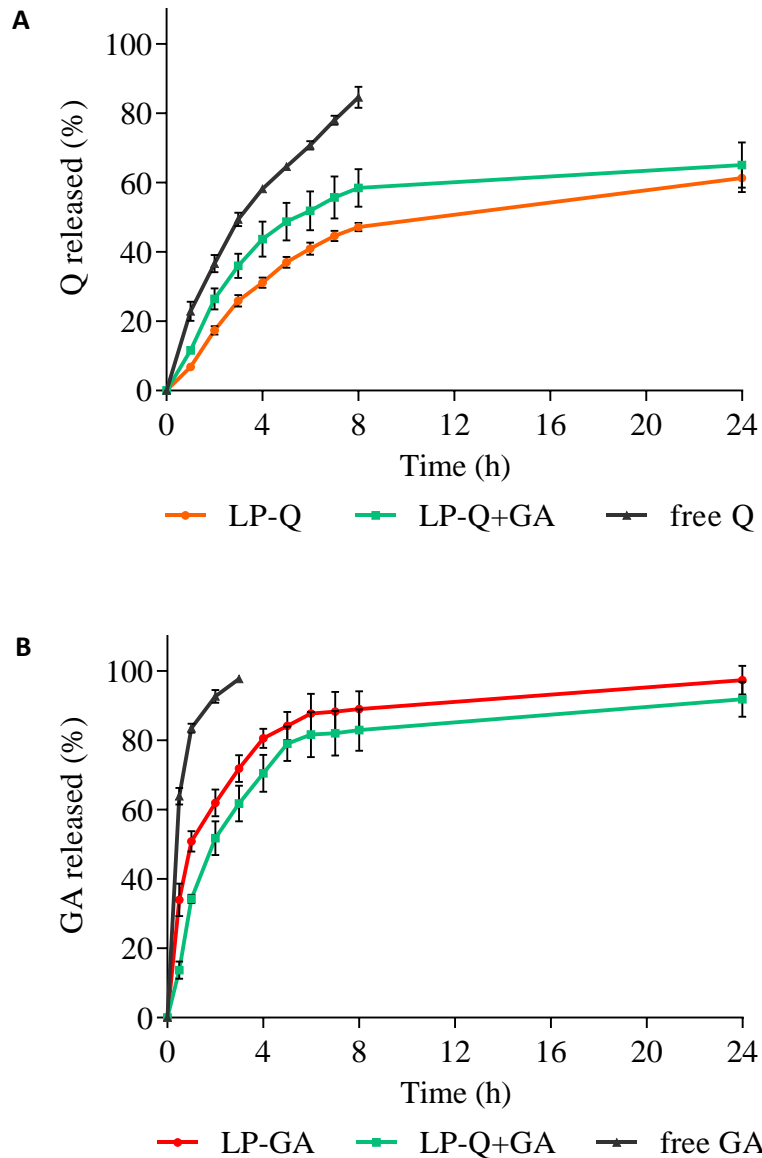 A
100
80
60
40
20
0
Q released (%)
0 4 8 12 16 20 24
Time (h)
LP-Q LP-Q+GA free Q
B
100
80
60
40
20
0
GA released (%)
0 4 8 12 16 20 24
Time (h)
LP-GA LP-Q+GA free GA